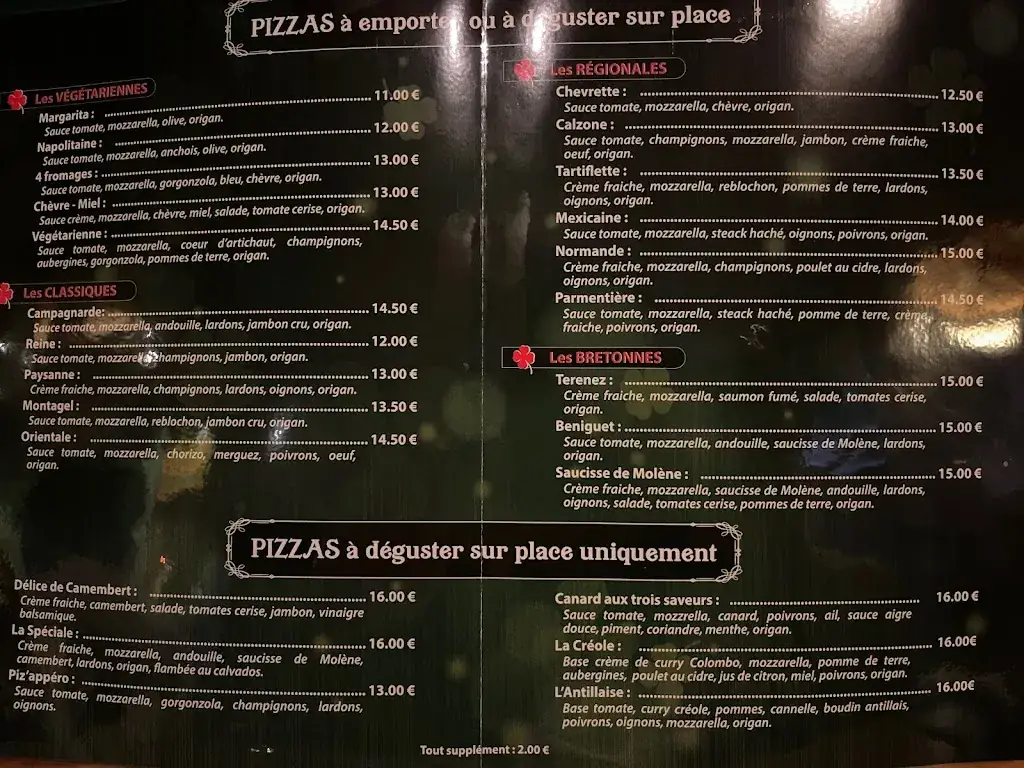 PIZZAS à emporter ou à déguster sur place
Les VÉGÉTARIENNES
Margarita : 11.00 €
Sauce tomate, mozzarella, olive, origan.
Napolitaine : 12.00 €
Sauce tomate, mozzarella, anchois, olive, origan.
4 fromages : 13.00 €
Sauce tomate, mozzarella, gorgonzola, bleu, chèvre, origan.
Chèvre - Miel : 13.00 €
Sauce crème, mozzarella, chèvre, miel, salade, tomate cerise, origan.
Végétarienne : 14.50 €
Sauce tomate, mozzarella, coeur d'artichaut, champignons,
aubergines, gorgonzola, pommes de terre, origan.
Les CLASSIQUES
Campagnarde: 14.50 €
Sauce tomate, mozzarella, andouille, lardons, jambon cru, origan.
Reine : 12.00 €
Sauce tomate, mozzarella, champignons, jambon, origan.
Paysanne : 13.00 €
Crème fraiche, mozzarella, champignons, lardons, oignons, origan.
Montagel : 13.50 €
Sauce tomate, mozzarella, reblochon, jambon cru, origan.
Orientale : 14.50 €
Sauce tomate, mozzarella, chorizo, merguez, poivrons, oeuf,
origan.
Les RÉGIONALES
Chevrette : 12.50 €
Sauce tomate, mozzarella, chèvre, origan.
Calzone : 13.00 €
Sauce tomate, champignons, mozzarella, jambon, crème fraiche,
oeuf, origan.
Tartiflette : 13.50 €
Crème fraiche, mozzarella, reblochon, pommes de terre, lardons,
oignons, origan.
Mexicaine : 14.00 €
Sauce tomate, mozzarella, steack haché, oignons, poivrons, origan.
Normande : 15.00 €
Crème fraiche, mozzarella, champignons, poulet au cidre, lardons,
oignons, origan.
Parmentière : 14.50 €
Sauce tomate, mozzarella, steack haché, pomme de terre, crème
fraiche, poivrons, origan.
Les BRETONNES
Terenez : 15.00 €
Crème fraiche, mozzarella, saumon fumé, salade, tomates cerise,
origan.
Beniguet : 15.00 €
Sauce tomate, mozzarella, andouille, saucisse de Molène, lardons,
origan.
Saucisse de Molène : 15.00 €
Crème fraiche, mozzarella, saucisse de Molène, andouille, lardons,
oignons, salade, tomates cerise, pommes de terre, origan.
PIZZAS à déguster sur place uniquement
Délice de Camembert : 16.00 €
Crème fraiche, camembert, salade, tomates cerise, jambon, vinaigre
balsamique.
La Spéciale : 16.00 €
Crème fraiche, mozzarella, andouille, saucisse de Molène,
camembert, lardons, origan, flambée au calvados.
Piz'appéro : 13.00 €
Sauce tomate, mozzarella, gorgonzola, champignons, lardons,
oignons.
Canard aux trois saveurs : 16.00 €
Sauce tomate, mozzrella, canard, poivrons, ail, sauce aigre
douce, piment, coriandre, menthe, origan.
La Créole : 16.00€
Base crème de curry Colombo, mozzarella, pomme de terre,
aubergines, poulet au cidre, jus de citron, miel, poivrons, origan.
L'Antillaise : 16.00€
Base tomate, curry créole, pommes, cannelle, boudin antillais,
poivrons, oignons, mozzarella, origan.
Tout supplément : 2.00 €